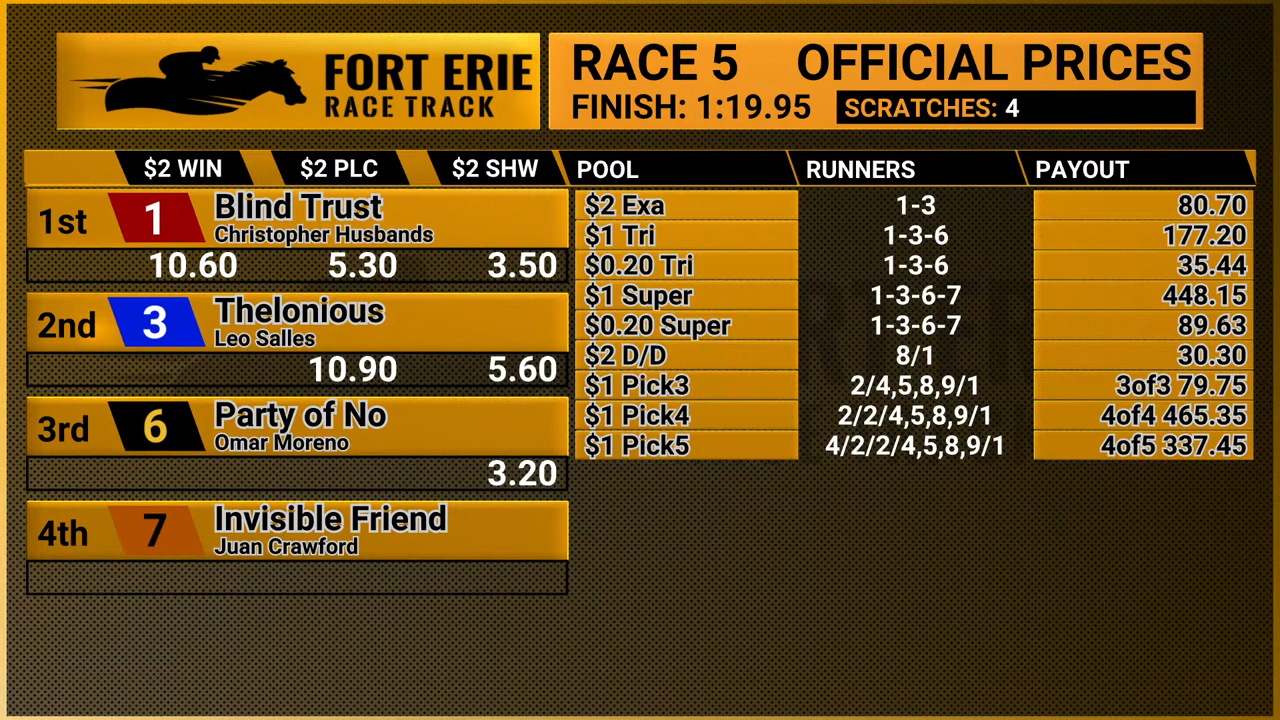 FORT ERIE
RACE TRACK
RACE 5 OFFICIAL PRICES
FINISH: 1:19.95 SCRATCHES: 4
$2 WIN $2 PLC $2 SHW
1st 1 Blind Trust
Christopher Husbands
10.60 5.30 3.50
2nd 3 Thelonious
Leo Salles
10.90 5.60
3rd 6 Party of No
Omar Moreno
3.20
4th 7 Invisible Friend
Juan Crawford
POOL RUNNERS PAYOUT
$2 Exa 1-3 80.70
$1 Tri 1-3-6 177.20
$0.20 Tri 1-3-6 35.44
$1 Super 1-3-6-7 448.15
$0.20 Super 1-3-6-7 89.63
$2 D/D 8/1 30.30
$1 Pick3 2/4,5,8,9/1 3of3 79.75
$1 Pick4 2/2/4,5,8,9/1 4of4 465.35
$1 Pick5 4/2/2/4,5,8,9/1 4of5 337.45